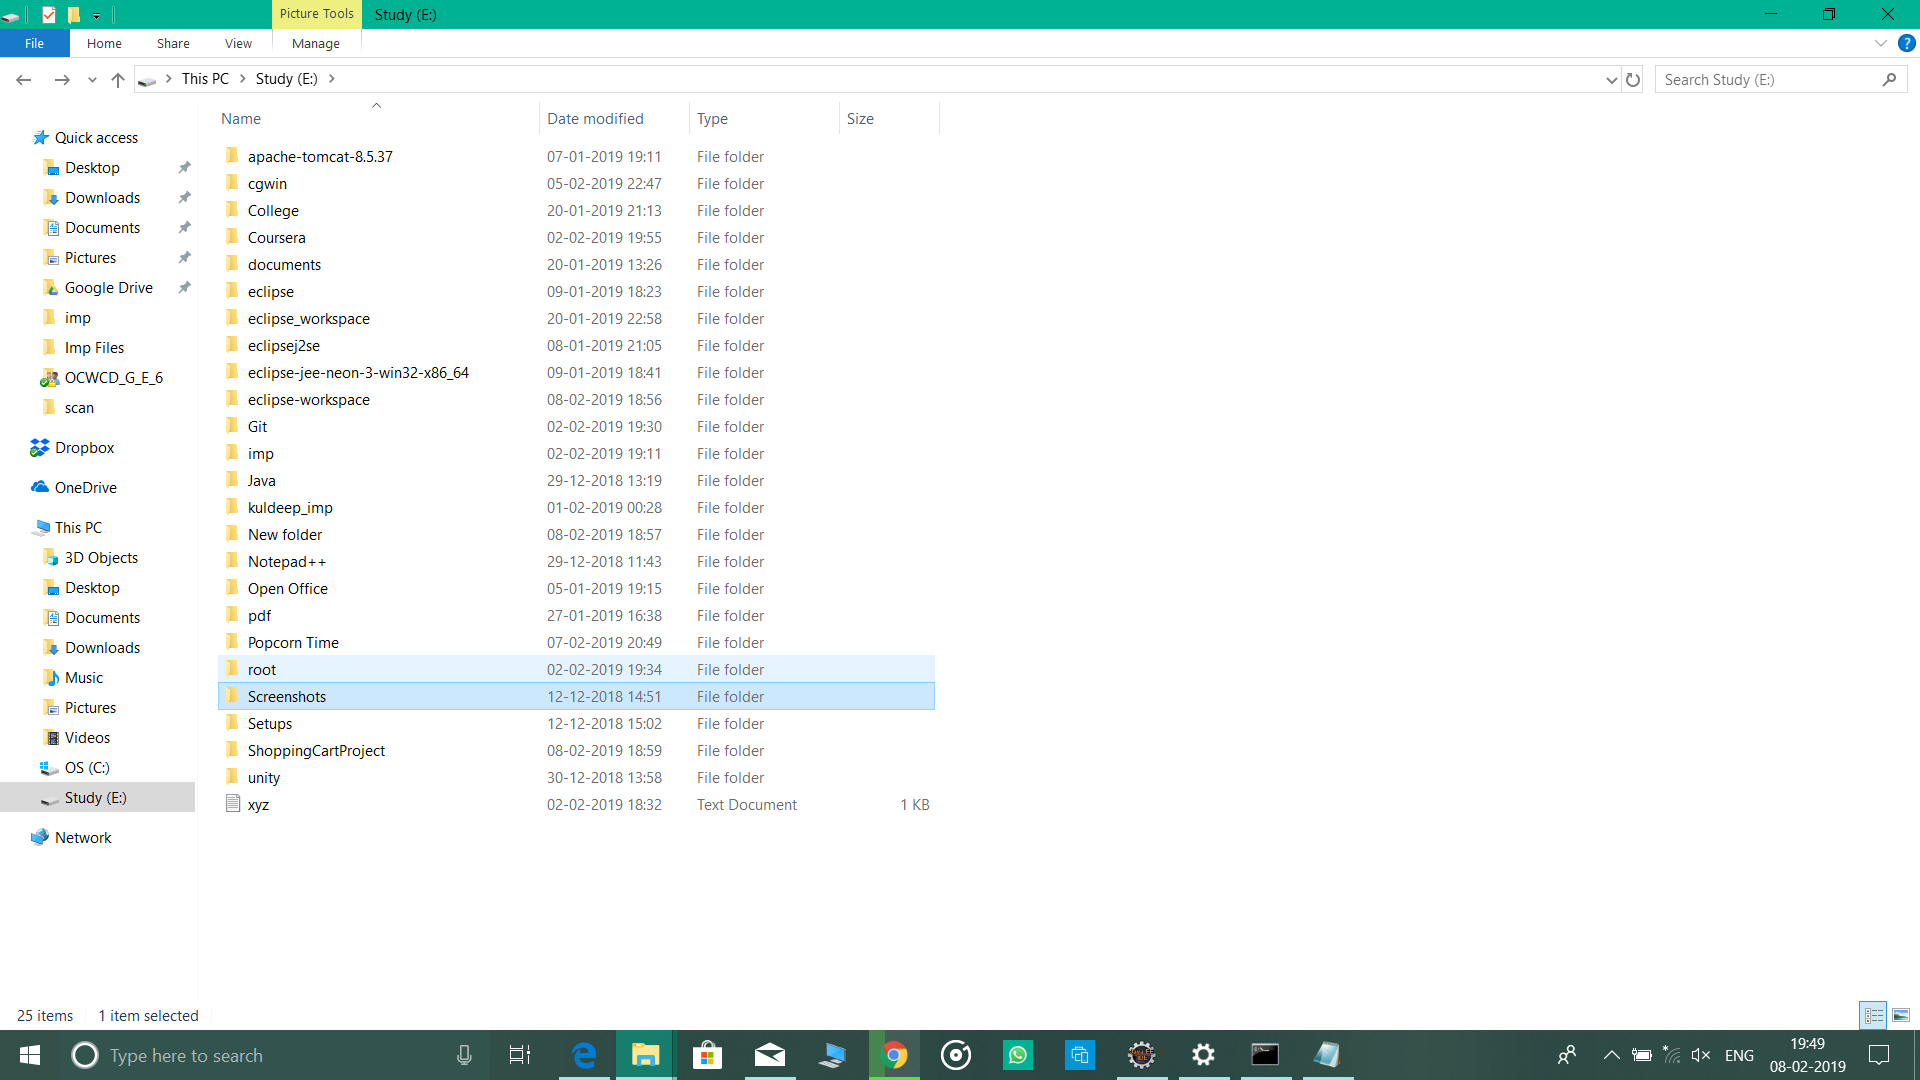 Picture Tools Study (E:)
File Home Share View Manage
This PC Study (E:) Search Study (E:)
Name Date modified Type Size
Quick access
Desktop
Downloads
Documents
Pictures
Google Drive
imp
Imp Files
OCWCD_G_E_6
scan
Dropbox
OneDrive
This PC
3D Objects
Desktop
Documents
Downloads
Music
Pictures
Videos
OS (C:)
Study (E:)
Network
apache-tomcat-8.5.37 07-01-2019 19:11 File folder
cgwin 05-02-2019 22:47 File folder
College 20-01-2019 21:13 File folder
Coursera 02-02-2019 19:55 File folder
documents 20-01-2019 13:26 File folder
eclipse 09-01-2019 18:23 File folder
eclipse_workspace 20-01-2019 22:58 File folder
eclipsej2se 08-01-2019 21:05 File folder
eclipse-jee-neon-3-win32-x86_64 09-01-2019 18:41 File folder
eclipse-workspace 08-02-2019 18:56 File folder
Git 02-02-2019 19:30 File folder
imp 02-02-2019 19:11 File folder
Java 29-12-2018 13:19 File folder
kuldeep_imp 01-02-2019 00:28 File folder
New folder 08-02-2019 18:57 File folder
Notepad++ 29-12-2018 11:43 File folder
Open Office 05-01-2019 19:15 File folder
pdf 27-01-2019 16:38 File folder
Popcorn Time 07-02-2019 20:49 File folder
root 02-02-2019 19:34 File folder
Screenshots 12-12-2018 14:51 File folder
Setups 12-12-2018 15:02 File folder
ShoppingCartProject 08-02-2019 18:59 File folder
unity 30-12-2018 13:58 File folder
xyz 02-02-2019 18:32 Text Document 1 KB
25 items 1 item selected
Type here to search
ENG
19:49
08-02-2019